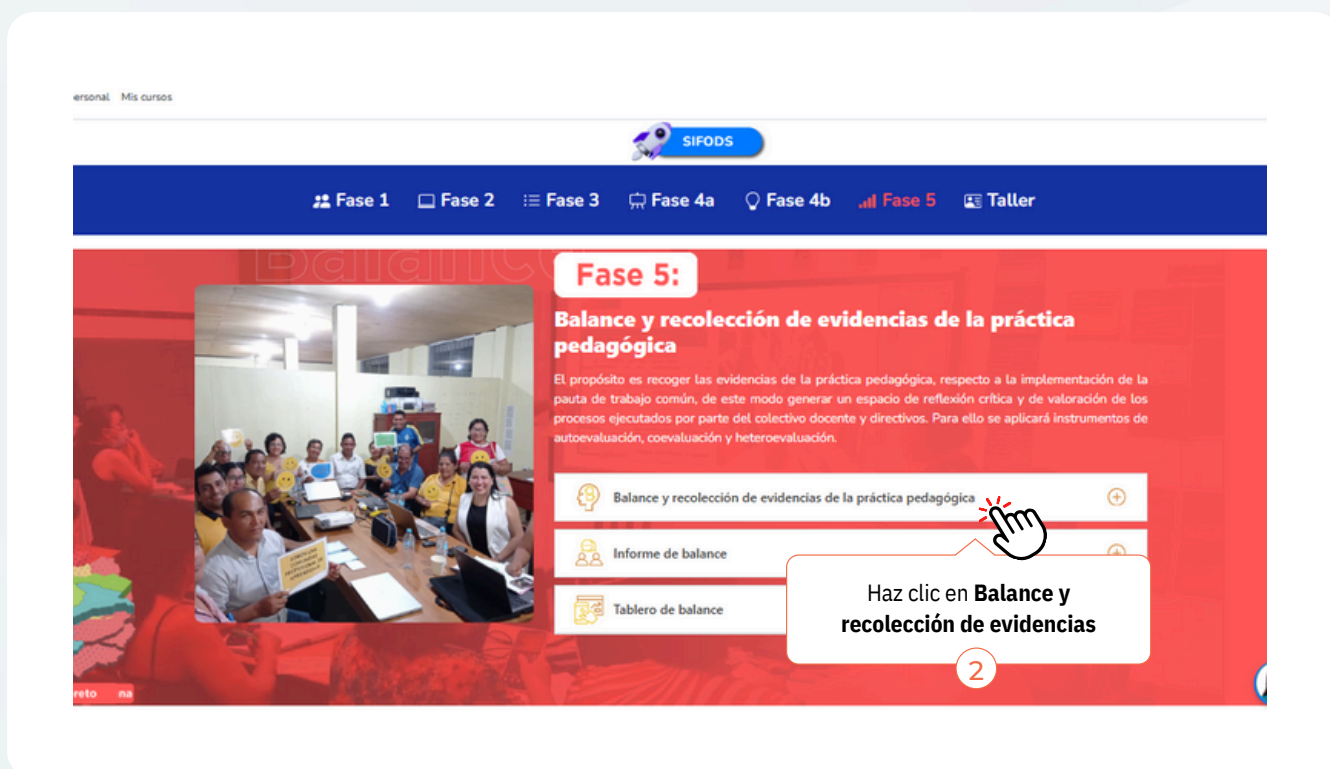 ersonal Mis cursos
SIFODS
Fase 1 Fase 2 Fase 3 Fase 4a Fase 4b Fase 5 Taller
Balance
Fase 5:
Balance y recolección de evidencias de la práctica
pedagógica
El propósito es recoger las evidencias de la práctica pedagógica, respecto a la implementación de la
pauta de trabajo común, de este modo generar un espacio de reflexión crítica y de valoración de los
procesos ejecutados por parte del colectivo docente y directivos. Para ello se aplicará instrumentos de
autoevaluación, coevaluación y heteroevaluación.
Balance y recolección de evidencias de la práctica pedagógica
Informe de balance
Tablero de balance
Haz clic en Balance y
recolección de evidencias
2
reto na